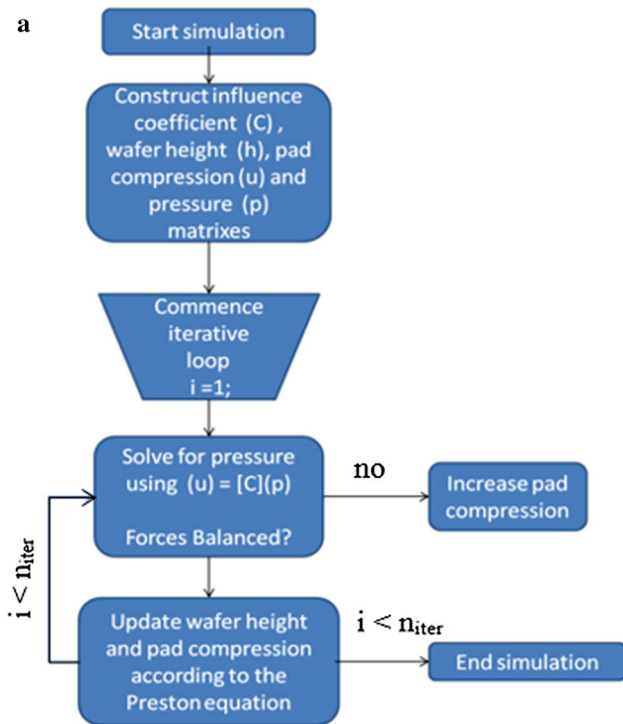 a
Start simulation
Construct influence
coefficient (C) ,
wafer height (h), pad
compression (u) and
pressure (p)
matrixes
Commence
iterative
loop
i =1;
Solve for pressure
using (u) = [C](p)
Forces Balanced?
no
Increase pad
compression
i < niter
Update wafer height
and pad compression
according to the
Preston equation
i < niter
End simulation